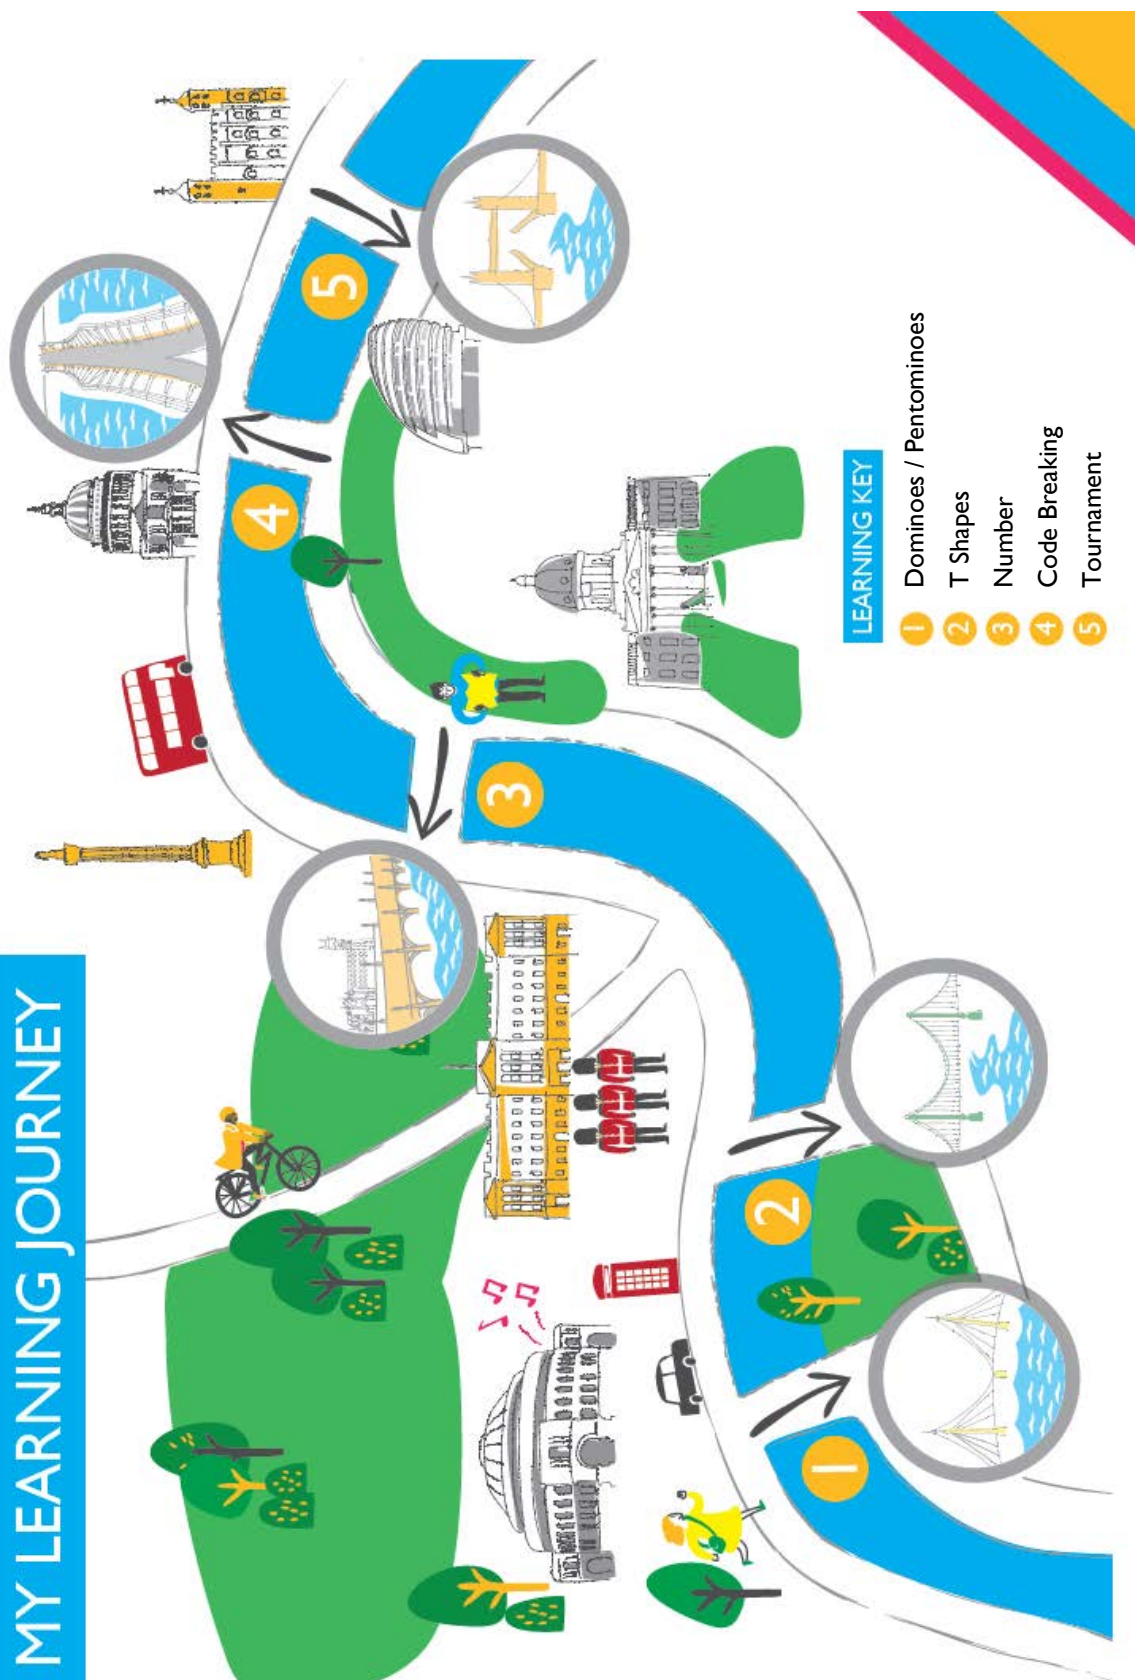 MY LEARNING JOURNEY
1
2
3
4
5
LEARNING KEY
1 Dominoes / Pentominoes
2 T Shapes
3 Number
4 Code Breaking
5 Tournament